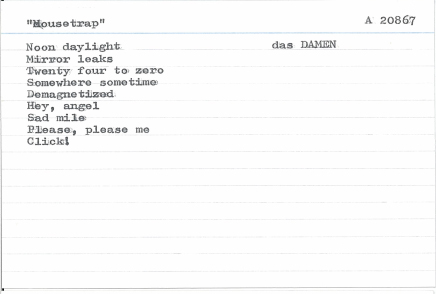 "Mousetrap" A 20867
Noon daylight das DAMEN
Mirror leaks
Twenty four to zero
Somewhere sometime
Demagnetized
Hey, angel
Sad mile
Please, please me
Click!